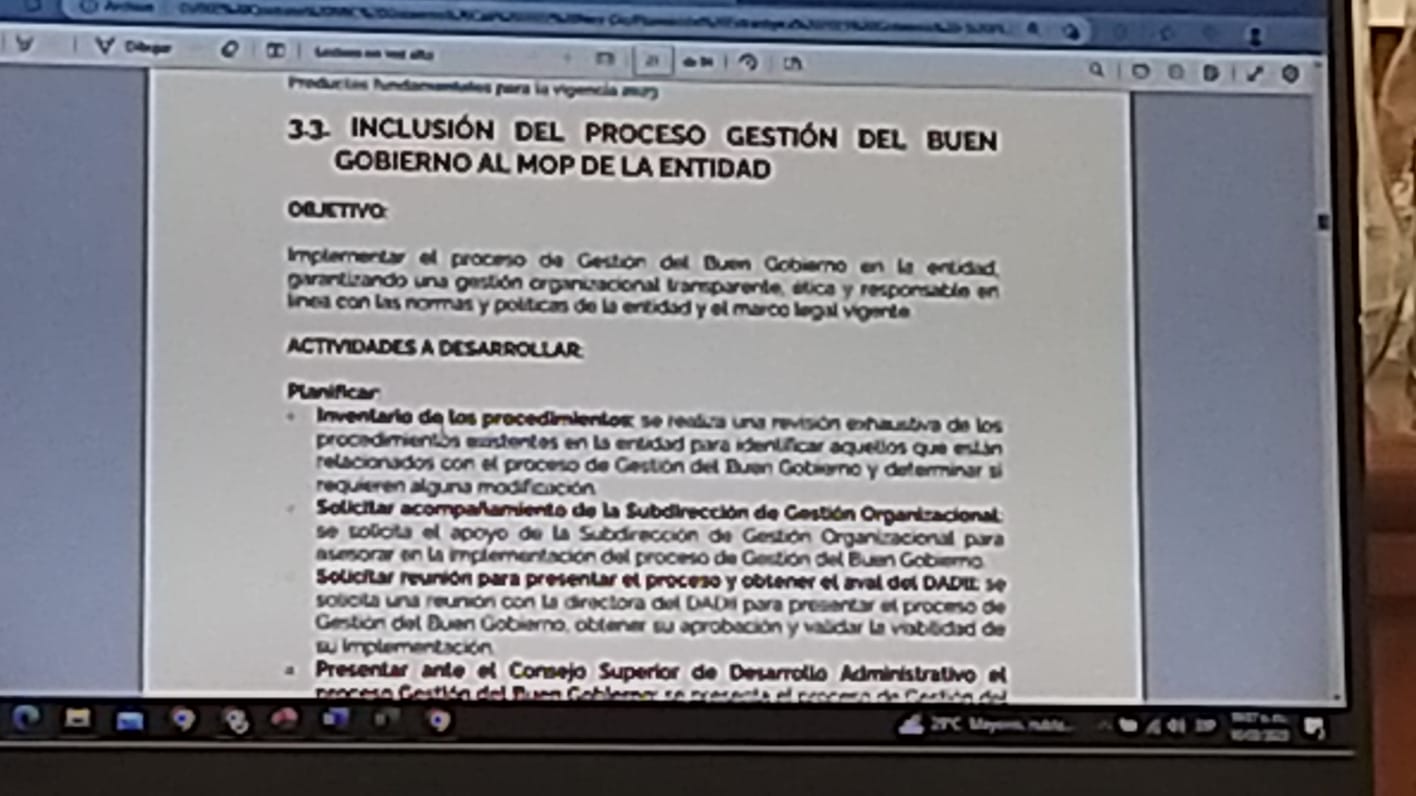 Archivo
Dibujar
Lectura en voz alta
Productos fundamentales para la vigencia 2023
3.3. INCLUSIÓN DEL PROCESO GESTIÓN DEL BUEN
GOBIERNO AL MOP DE LA ENTIDAD
OBJETIVO:
Implementar el proceso de Gestión del Buen Gobierno en la entidad,
garantizando una gestión organizacional transparente, ética y responsable en
línea con las normas y políticas de la entidad y el marco legal vigente
ACTIVIDADES A DESARROLLAR:
Planificar:
Inventario de los procedimientos: se realiza una revisión exhaustiva de los
procedimientos existentes en la entidad para identificar aquellos que están
relacionados con el proceso de Gestión del Buen Gobierno y determinar si
requieren alguna modificación.
Solicitar acompañamiento de la Subdirección de Gestión Organizacional:
se solicita el apoyo de la Subdirección de Gestión Organizacional para
asesorar en la implementación del proceso de Gestión del Buen Gobierno.
Solicitar reunión para presentar el proceso y obtener el aval del DADII: se
solicita una reunión con la directora del DADII para presentar el proceso de
Gestión del Buen Gobierno, obtener su aprobación y validar la viabilidad de
su implementación.
Presentar ante el Consejo Superior de Desarrollo Administrativo el
proceso Gestión del Buen Gobierno: se presenta el proceso de Gestión del
29°C Mayorm. nubla...
ESP